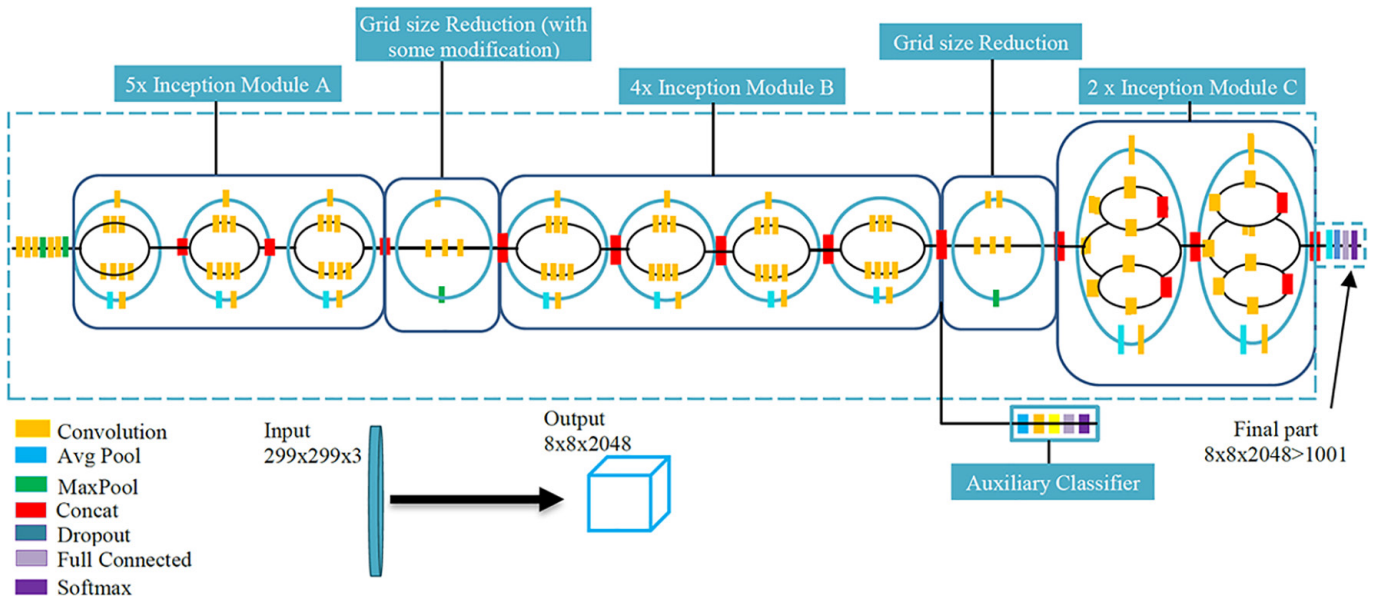 Grid size Reduction (with
some modification)
Grid size Reduction
5x Inception Module A
4x Inception Module B
2 x Inception Module C
Convolution
Avg Pool
MaxPool
Concat
Dropout
Full Connected
Softmax
Input
299x299x3
Output
8x8x2048
Auxiliary Classifier
Final part
8x8x2048>1001